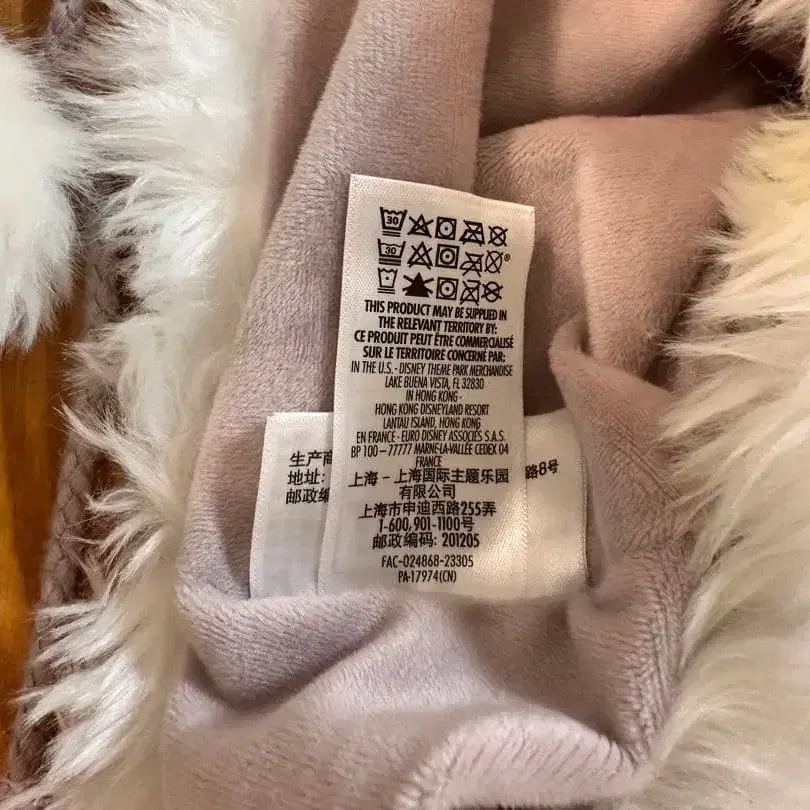 30
30
®
THIS PRODUCT MAY BE SUPPLIED IN
THE RELEVANT TERRITORY BY:
CE PRODUIT PEUT ÊTRE COMMERCIALISÉ
SUR LE TERRITOIRE CONCERNÉ PAR:
IN THE U.S. - DISNEY THEME PARK MERCHANDISE
LAKE BUENA VISTA, FL 32830
IN HONG KONG -
HONG KONG DISNEYLAND RESORT
LANTAU ISLAND, HONG KONG
EN FRANCE - EURO DISNEY ASSOCIÉS S.A.S.
BP 100 – 77777 MARNE-LA-VALLÉE CEDEX 04
FRANCE
上海 – 上海国际主题乐园
有限公司
上海市申迪西路255弄
1-600,901-1100号
邮政编码: 201205
FAC-024868-23305
PA-17974(CN)
生产商
地址:
路8号
邮政编